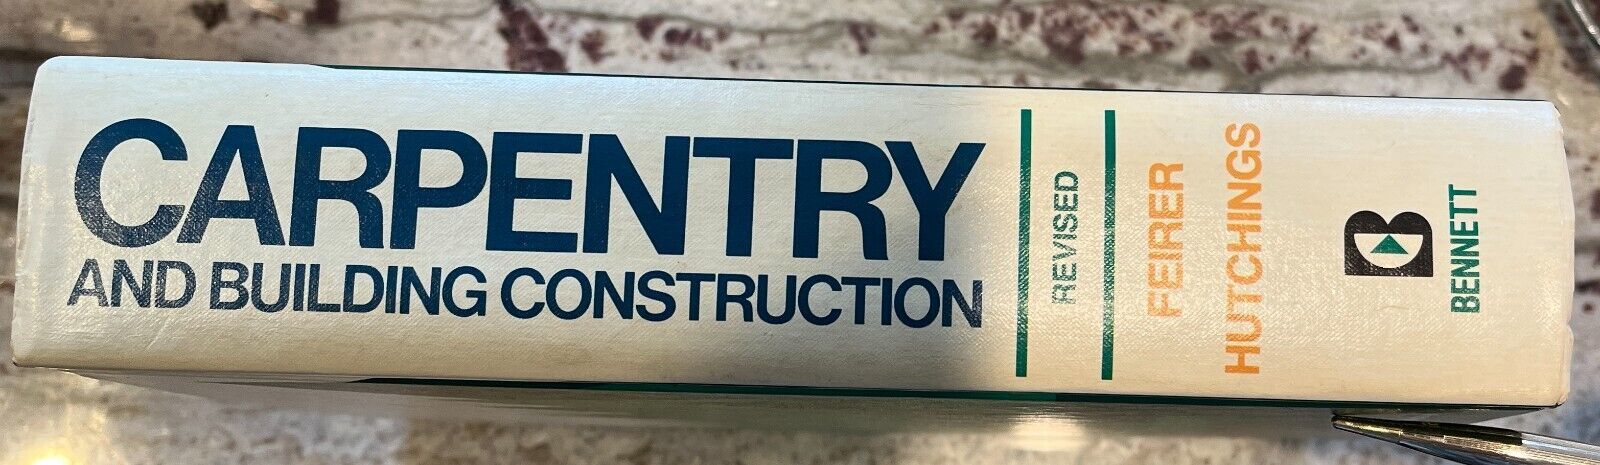 CARPENTRY
AND BUILDING CONSTRUCTION
REVISED
FEIRER
HUTCHINGS
B
BENNETT